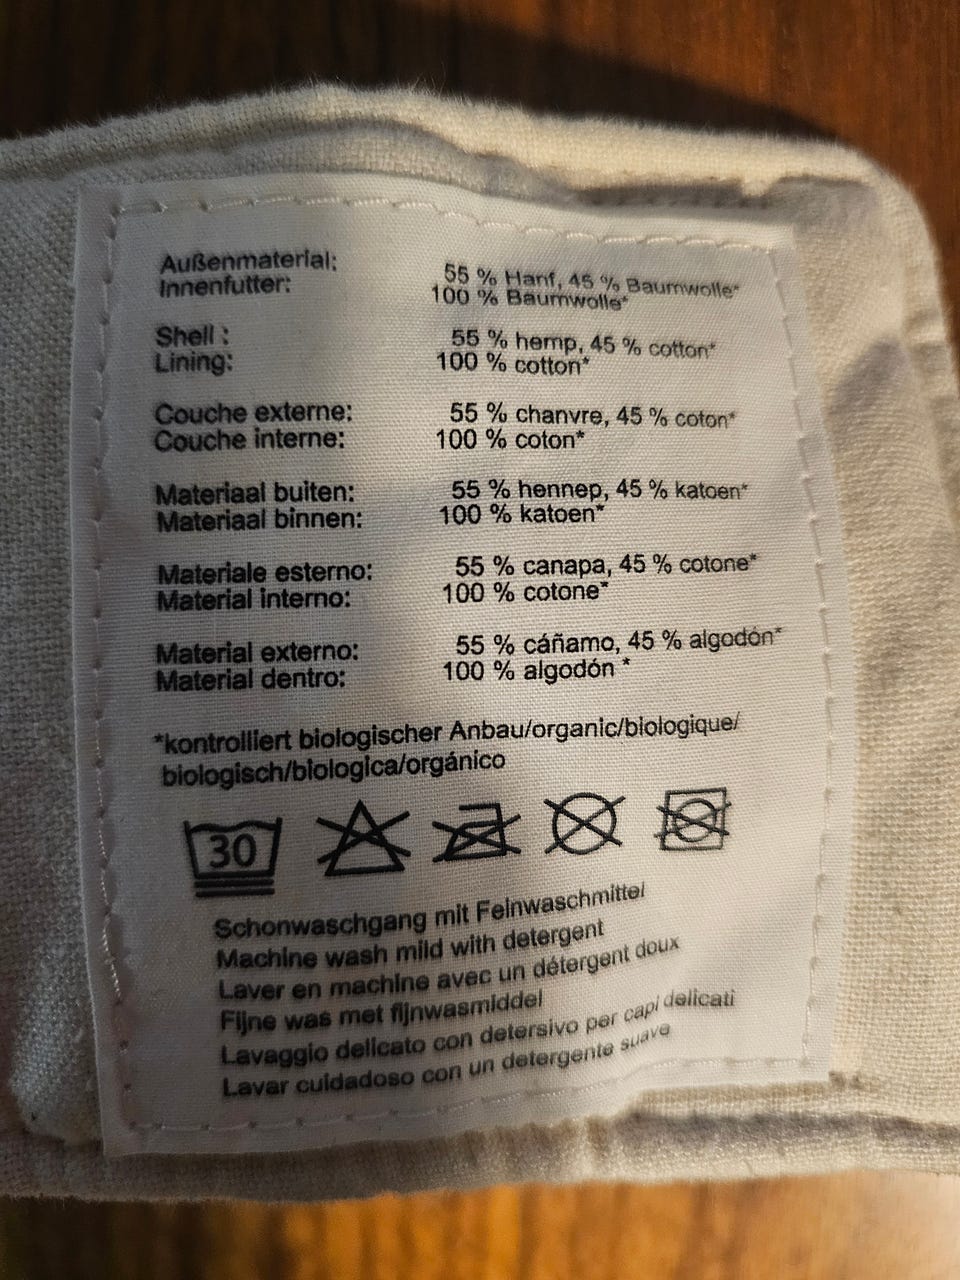 Außenmaterial: 55 % Hanf, 45 % Baumwolle*
Innenfutter: 100 % Baumwolle*
Shell : 55 % hemp, 45 % cotton*
Lining: 100 % cotton*
Couche externe: 55 % chanvre, 45 % coton*
Couche interne: 100 % coton*
Materiaal buiten: 55 % hennep, 45 % katoen*
Materiaal binnen: 100 % katoen*
Materiale esterno: 55 % canapa, 45 % cotone*
Material interno: 100 % cotone*
Material externo: 55 % cáñamo, 45 % algodón*
Material dentro: 100 % algodón *
*kontrolliert biologischer Anbau/organic/biologique/
biologisch/biologica/orgánico
30
Schonwaschgang mit Feinwaschmittel
Machine wash mild with detergent
Laver en machine avec un détergent doux
Fijne was met fijnwasmiddel
Lavaggio delicato con detersivo per capi delicati
Lavar cuidadoso con un detergente suave